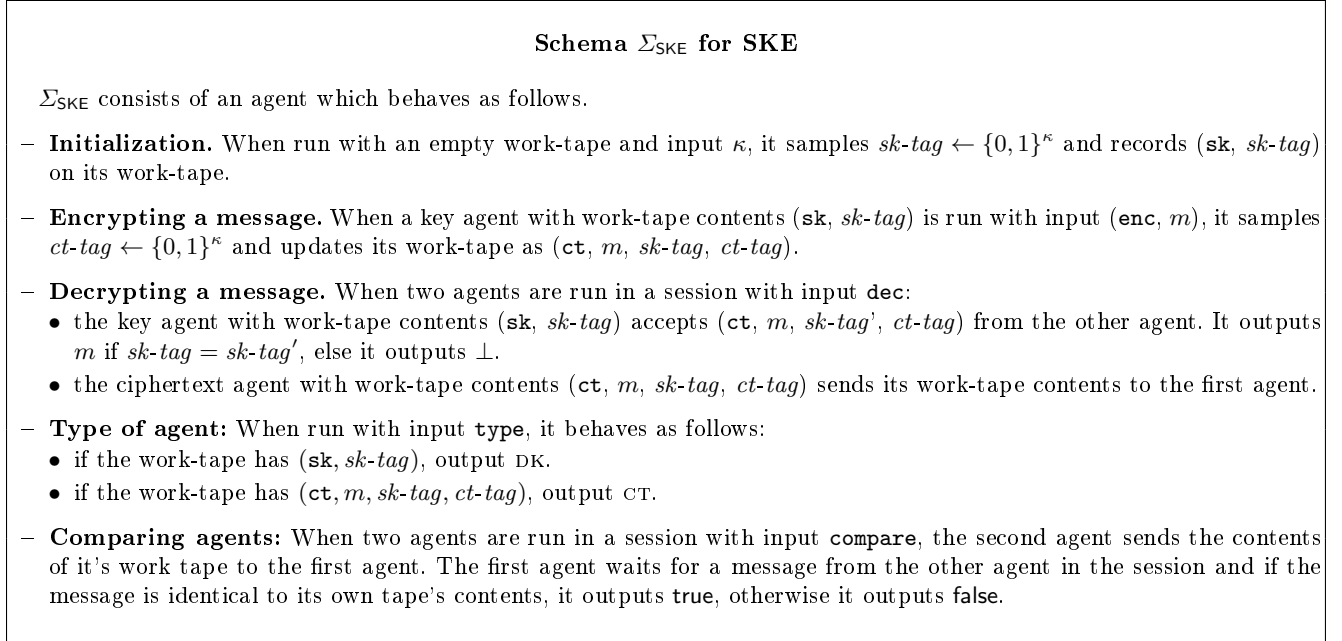 Schema Σ_SKE for SKE
Σ_SKE consists of an agent which behaves as follows.
– Initialization. When run with an empty work-tape and input κ, it samples sk-tag ← {0, 1}^κ and records (sk, sk-tag)
on its work-tape.
– Encrypting a message. When a key agent with work-tape contents (sk, sk-tag) is run with input (enc, m), it samples
ct-tag ← {0, 1}^κ and updates its work-tape as (ct, m, sk-tag, ct-tag).
– Decrypting a message. When two agents are run in a session with input dec:
• the key agent with work-tape contents (sk, sk-tag) accepts (ct, m, sk-tag', ct-tag) from the other agent. It outputs
m if sk-tag = sk-tag′, else it outputs ⊥.
• the ciphertext agent with work-tape contents (ct, m, sk-tag, ct-tag) sends its work-tape contents to the first agent.
– Type of agent: When run with input type, it behaves as follows:
• if the work-tape has (sk, sk-tag), output DK.
• if the work-tape has (ct, m, sk-tag, ct-tag), output CT.
– Comparing agents: When two agents are run in a session with input compare, the second agent sends the contents
of it's work tape to the first agent. The first agent waits for a message from the other agent in the session and if the
message is identical to its own tape's contents, it outputs true, otherwise it outputs false.